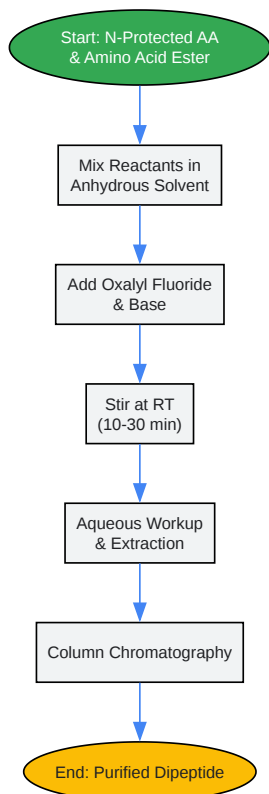 Start: N-Protected AA
& Amino Acid Ester
Mix Reactants in
Anhydrous Solvent
Add Oxalyl Fluoride
& Base
Stir at RT
(10-30 min)
Aqueous Workup
& Extraction
Column Chromatography
End: Purified Dipeptide